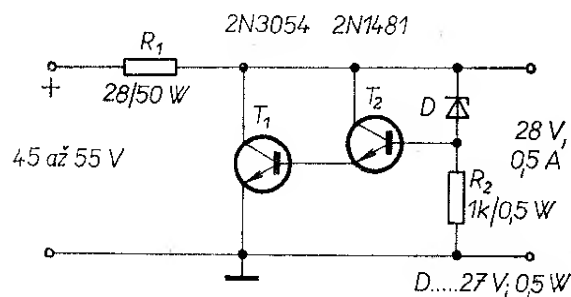 2N3054 2N1481
R₁
+
28/50 W
T₁
T₂
D
45 až 55 V
28 V,
0,5 A
R₂
1k/0,5 W
D.....27 V; 0,5 W